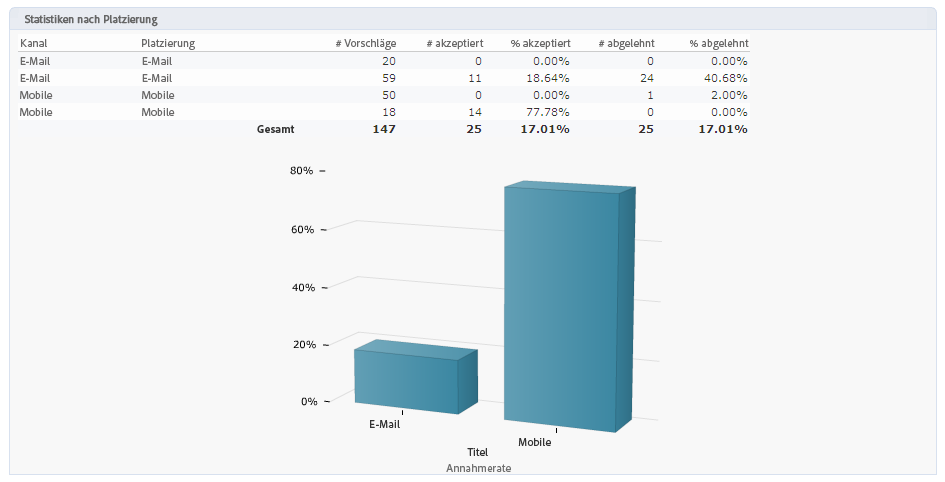 Statistiken nach Platzierung
Kanal Platzierung # Vorschläge # akzeptiert % akzeptiert # abgelehnt % abgelehnt
E-Mail E-Mail 20 0 0.00% 0 0.00%
E-Mail E-Mail 59 11 18.64% 24 40.68%
Mobile Mobile 50 0 0.00% 1 2.00%
Mobile Mobile 18 14 77.78% 0 0.00%
Gesamt 147 25 17.01% 25 17.01%
80%
60%
40%
20%
0%
E-Mail
Mobile
Titel
Annahmerate